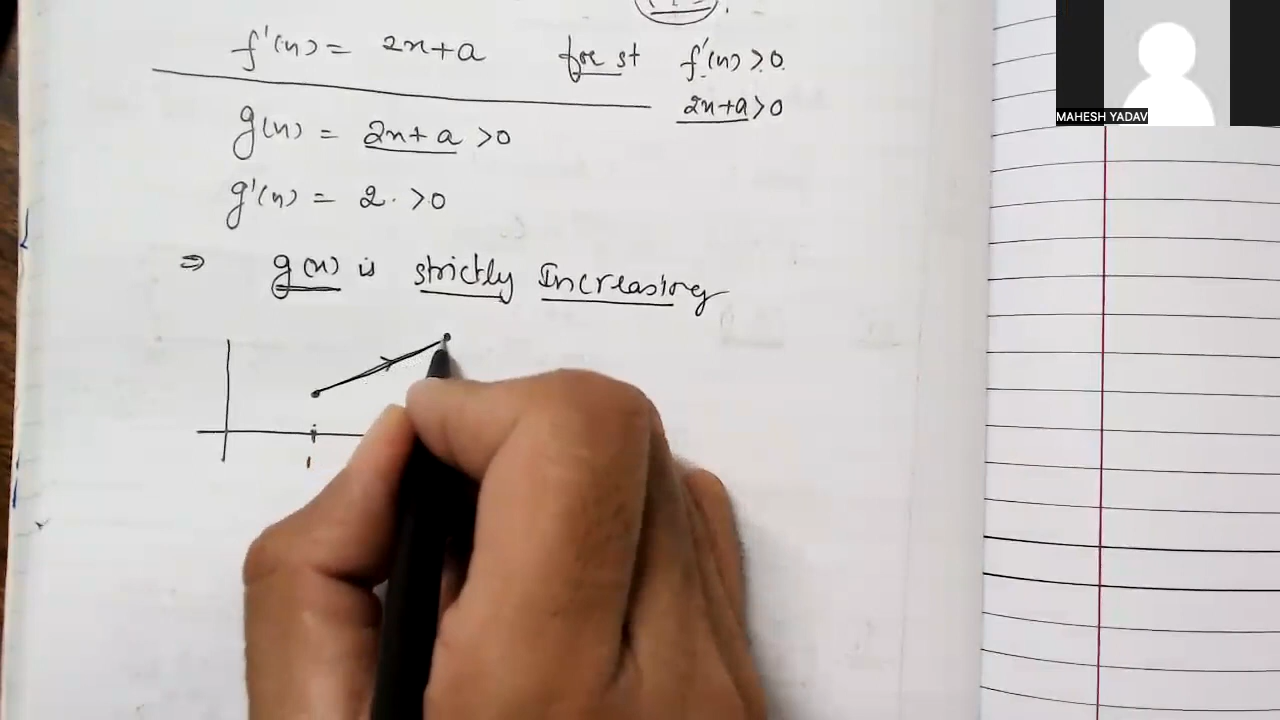 f'(x) = 2x+a for st f'(x) > 0.
2x+a > 0
g(x) = 2x+a > 0
g'(x) = 2. > 0
⇒ g(x) is strictly Increasing
1
MAHESH YADAV